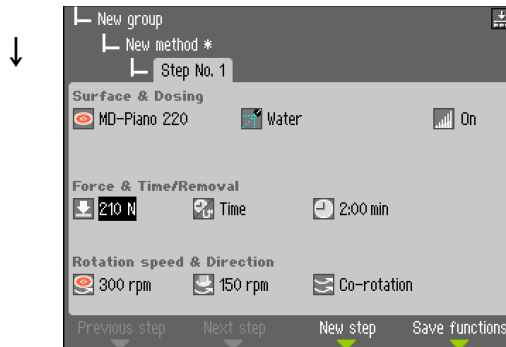 New group
New method *
Step No. 1
Surface & Dosing
MD-Piano 220 Water On
Force & Time/Removal
210 N Time 2:00 min
Rotation speed & Direction
300 rpm 150 rpm Co-rotation
Previous step Next step New step Save functions